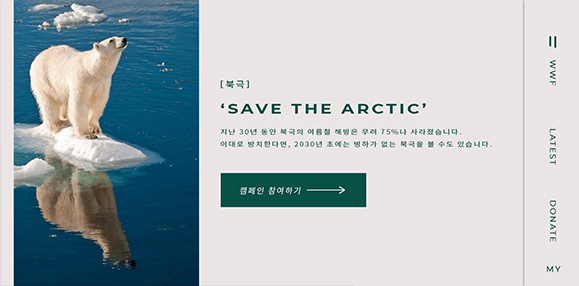 [북극]
‘SAVE THE ARCTIC’
지난 30년 동안 북극의 여름철 해빙은 무려 75%나 사라졌습니다.
이대로 방치한다면, 2030년 초에는 빙하가 없는 북극을 볼 수도 있습니다.
캠페인 참여하기
WWF
LATEST
DONATE
MY